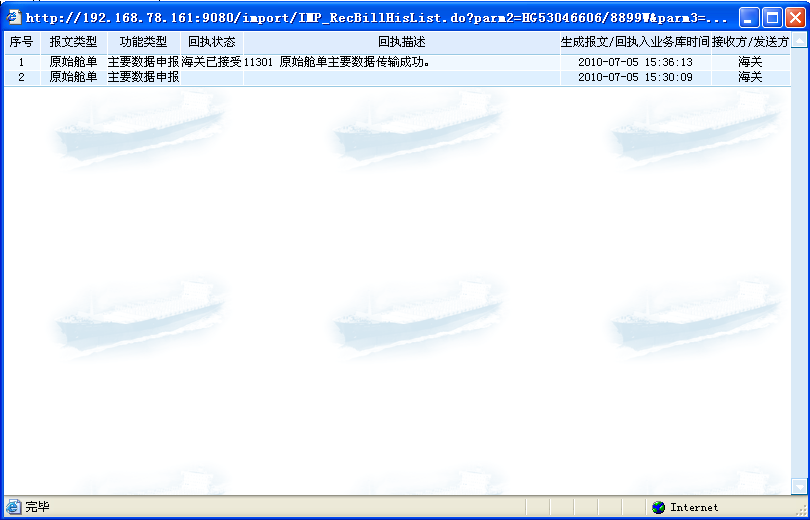 http://192.168.78.161:9080/import/IMP_RecBillHisList.do?parm2=HG53046606/8899W&parm3=...
序号 报文类型 功能类型 回执状态 回执描述 生成报文/回执入业务库时间 接收方/发送方
1 原始舱单 主要数据申报 海关已接受 11301 原始舱单主要数据传输成功。 2010-07-05 15:36:13 海关
2 原始舱单 主要数据申报 2010-07-05 15:30:09 海关
完毕 Internet